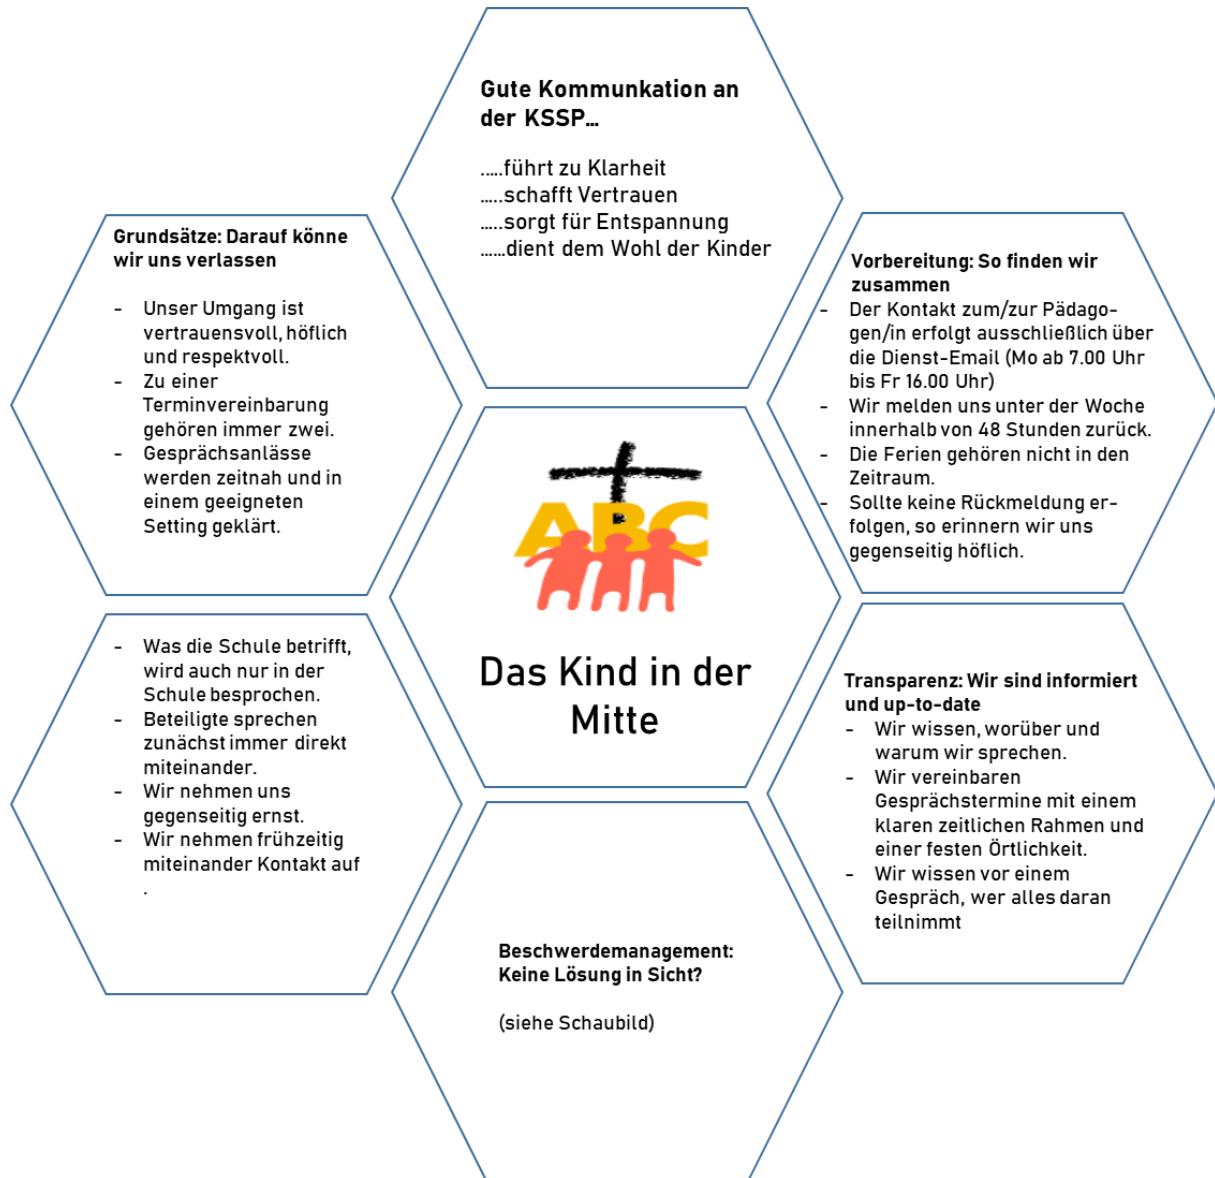 Gute Kommunkation an
der KSSP...
.....führt zu Klarheit
.....schafft Vertrauen
.....sorgt für Entspannung
......dient dem Wohl der Kinder
Grundsätze: Darauf könne
wir uns verlassen
- Unser Umgang ist
vertrauensvoll, höflich
und respektvoll.
- Zu einer
Terminvereinbarung
gehören immer zwei.
- Gesprächsanlässe
werden zeitnah und in
einem geeigneten
Setting geklärt.
Vorbereitung: So finden wir
zusammen
- Der Kontakt zum/zur Pädago-
gen/in erfolgt ausschließlich über
die Dienst-Email (Mo ab 7.00 Uhr
bis Fr 16.00 Uhr)
- Wir melden uns unter der Woche
innerhalb von 48 Stunden zurück.
- Die Ferien gehören nicht in den
Zeitraum.
- Sollte keine Rückmeldung er-
folgen, so erinnern wir uns
gegenseitig höflich.
ABC
Das Kind in der
Mitte
- Was die Schule betrifft,
wird auch nur in der
Schule besprochen.
- Beteiligte sprechen
zunächst immer direkt
miteinander.
- Wir nehmen uns
gegenseitig ernst.
- Wir nehmen frühzeitig
miteinander Kontakt auf
.
Transparenz: Wir sind informiert
und up-to-date
- Wir wissen, worüber und
warum wir sprechen.
- Wir vereinbaren
Gesprächstermine mit einem
klaren zeitlichen Rahmen und
einer festen Örtlichkeit.
- Wir wissen vor einem
Gespräch, wer alles daran
teilnimmt
Beschwerdemanagement:
Keine Lösung in Sicht?
(siehe Schaubild)